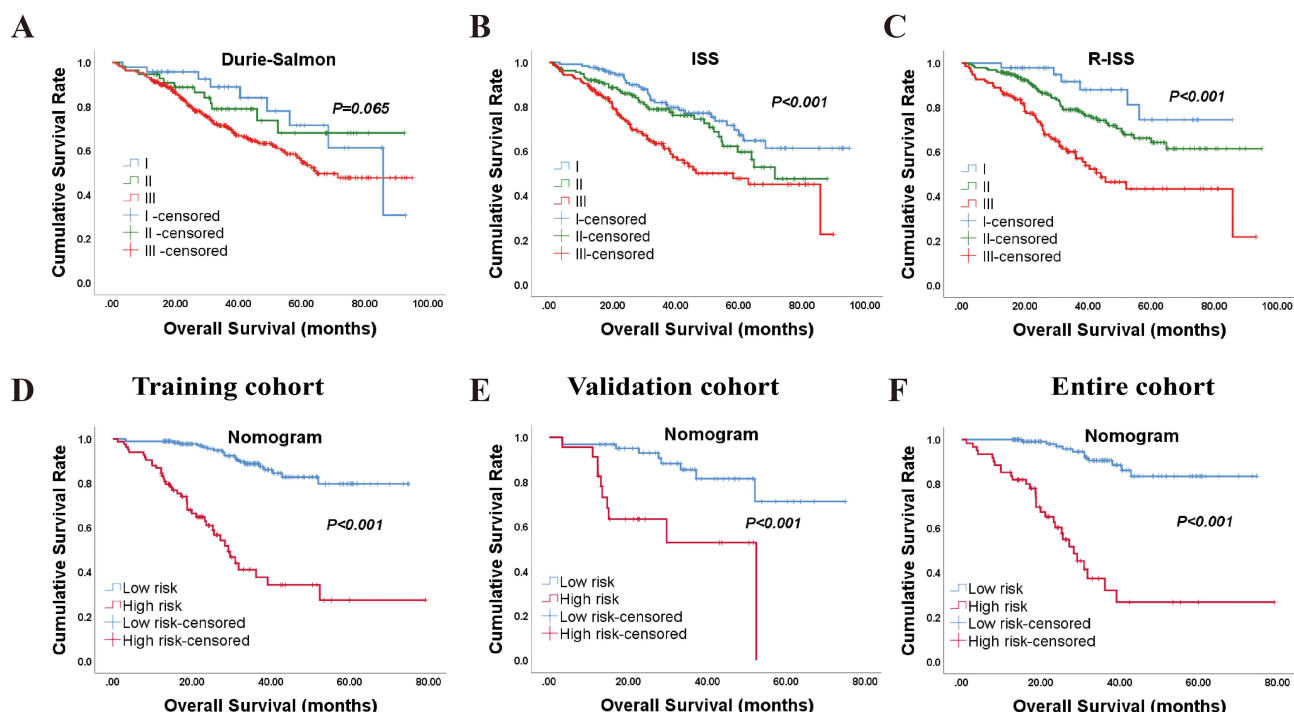 A
Durie-Salmon
P=0.065
Cumulative Survival Rate
1.0
0.8
0.6
0.4
0.2
0.0
I
II
III
I -censored
II -censored
III -censored
.00 20.00 40.00 60.00 80.00 100.00
Overall Survival (months)
B
ISS
P<0.001
Cumulative Survival Rate
1.0
0.8
0.6
0.4
0.2
0.0
I
II
III
I-censored
II-censored
III-censored
.00 20.00 40.00 60.00 80.00 100.00
Overall Survival (months)
C
R-ISS
P<0.001
Cumulative Survival Rate
1.0
0.8
0.6
0.4
0.2
0.0
I
II
III
I-censored
II-censored
III-censored
.00 20.00 40.00 60.00 80.00 100.00
Overall Survival (months)
D Training cohort
Nomogram
P<0.001
Cumulative Survival Rate
1.0
0.8
0.6
0.4
0.2
0.0
Low risk
High risk
Low risk-censored
High risk-censored
.00 20.00 40.00 60.00 80.00
Overall Survival (months)
E Validation cohort
Nomogram
P<0.001
Cumulative Survival Rate
1.0
0.8
0.6
0.4
0.2
0.0
Low risk
High risk
Low risk-censored
High risk-censored
.00 20.00 40.00 60.00 80.00
Overall Survival (months)
F Entire cohort
Nomogram
P<0.001
Cumulative Survival Rate
1.0
0.8
0.6
0.4
0.2
0.0
Low risk
High risk
Low risk-censored
High risk-censored
.00 20.00 40.00 60.00 80.00
Overall Survival (months)